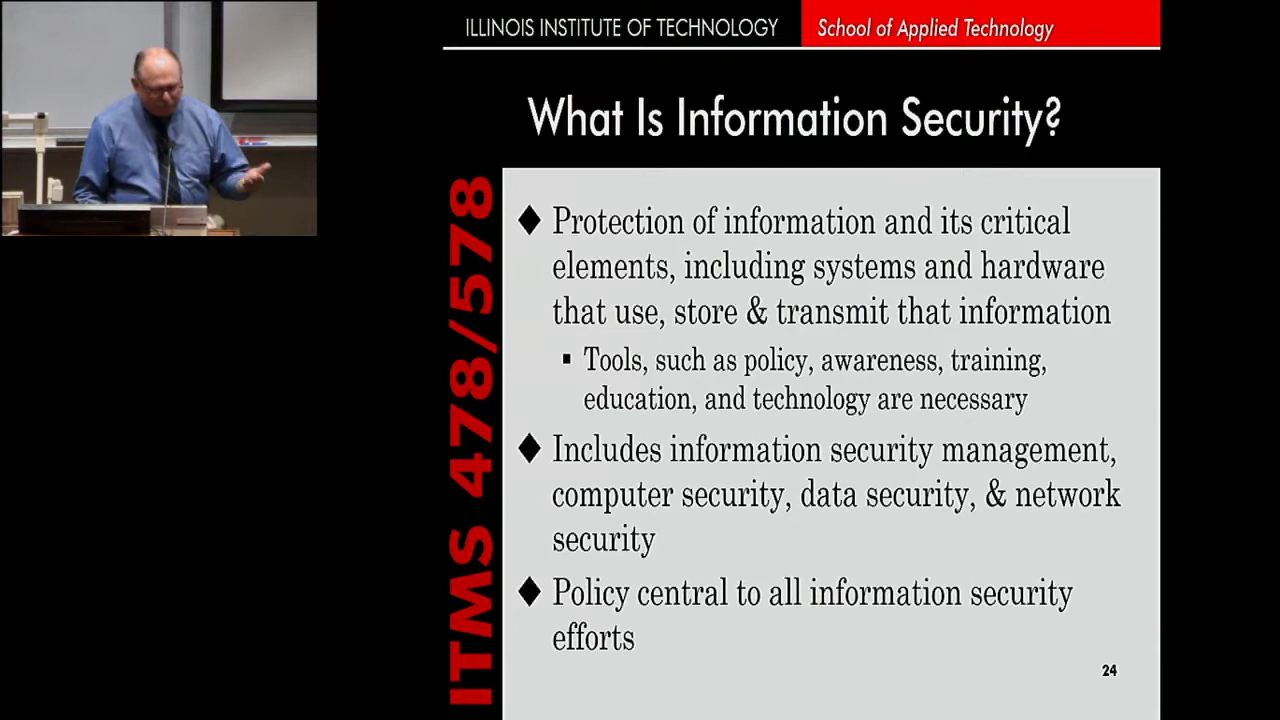 ILLINOIS INSTITUTE OF TECHNOLOGY
School of Applied Technology
What Is Information Security?
ITMS 478/578
Protection of information and its critical
elements, including systems and hardware
that use, store & transmit that information
Tools, such as policy, awareness, training,
education, and technology are necessary
Includes information security management,
computer security, data security, & network
security
Policy central to all information security
efforts
24